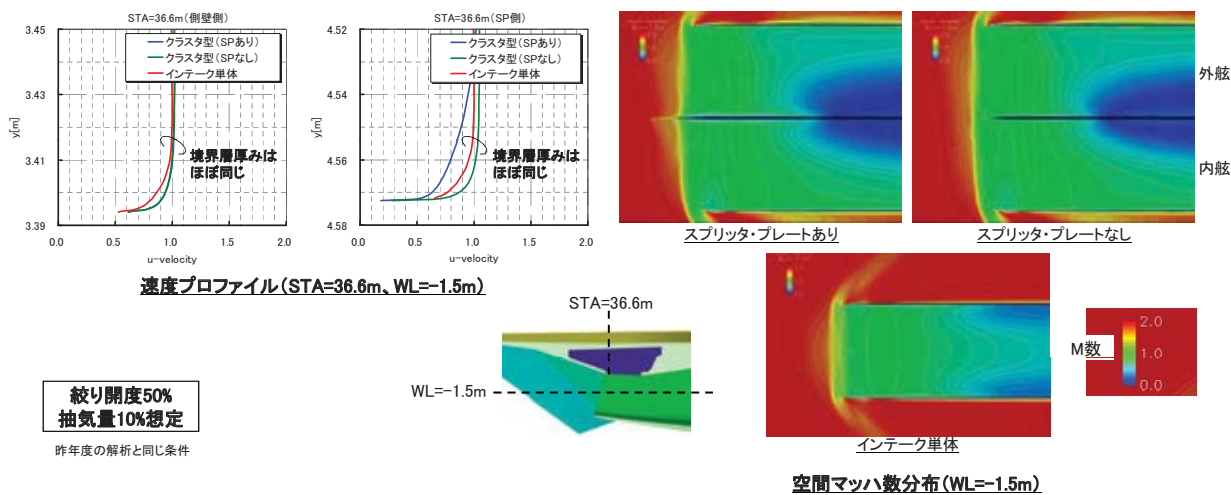 STA=36.6m(側壁側)
3.45
3.43
3.41
3.39
y[m]
クラスタ型(SPあり)
クラスタ型(SPなし)
インテーク単体
境界層厚みは
ほぼ同じ
0.0 0.5 1.0 1.5 2.0
u-velocity
STA=36.6m(SP側)
4.52
4.54
4.56
4.58
y[m]
クラスタ型(SPあり)
クラスタ型(SPなし)
インテーク単体
境界層厚みは
ほぼ同じ
0.0 0.5 1.0 1.5 2.0
u-velocity
速度プロファイル(STA=36.6m、WL=-1.5m)
外舷
内舷
スプリッタ・プレートあり
スプリッタ・プレートなし
STA=36.6m
WL=-1.5m
絞り開度50%
抽気量10%想定
昨年度の解析と同じ条件
インテーク単体
M数
2.0
1.0
0.0
空間マッハ数分布(WL=-1.5m)